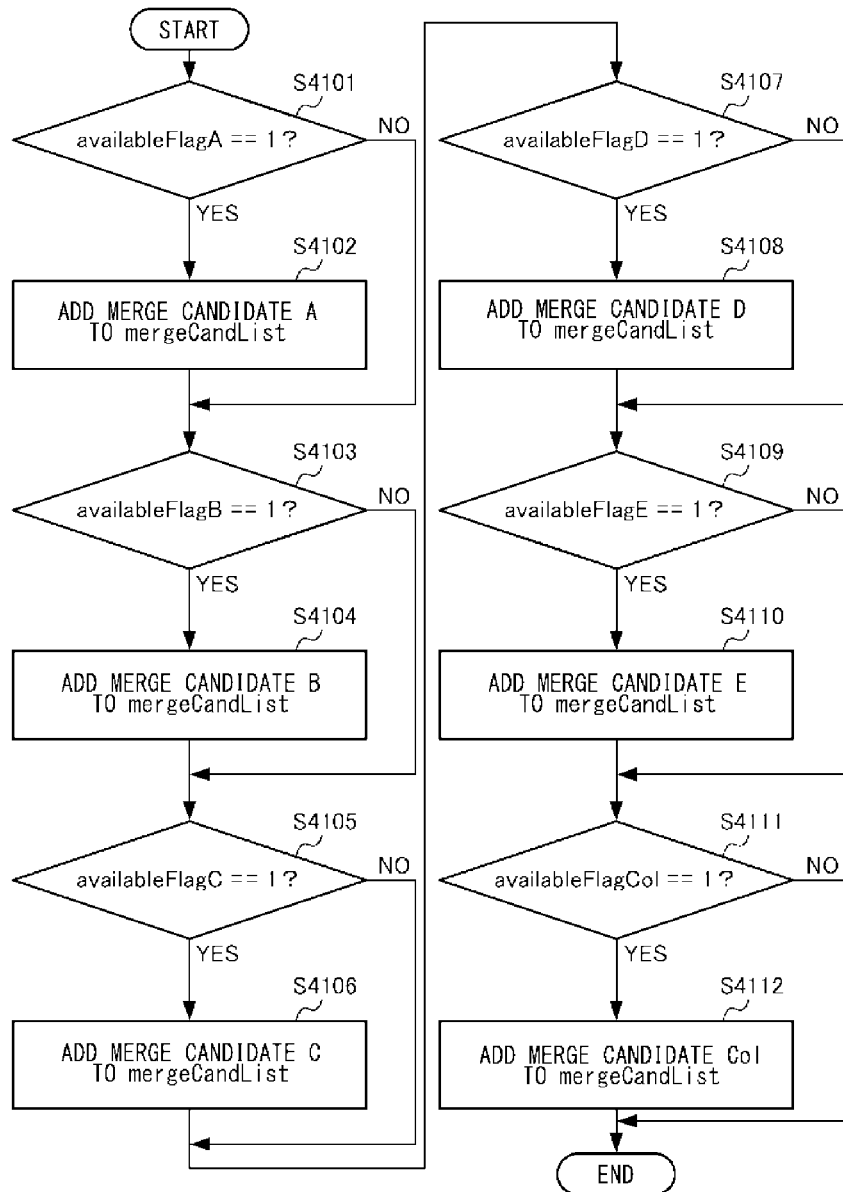 START
S4101
availableFlagA == 1?
NO
YES
S4102
ADD MERGE CANDIDATE A
TO mergeCandList
S4103
availableFlagB == 1?
NO
YES
S4104
ADD MERGE CANDIDATE B
TO mergeCandList
S4105
availableFlagC == 1?
NO
YES
S4106
ADD MERGE CANDIDATE C
TO mergeCandList
S4107
availableFlagD == 1?
NO
YES
S4108
ADD MERGE CANDIDATE D
TO mergeCandList
S4109
availableFlagE == 1?
NO
YES
S4110
ADD MERGE CANDIDATE E
TO mergeCandList
S4111
availableFlagCol == 1?
NO
YES
S4112
ADD MERGE CANDIDATE Col
TO mergeCandList
END